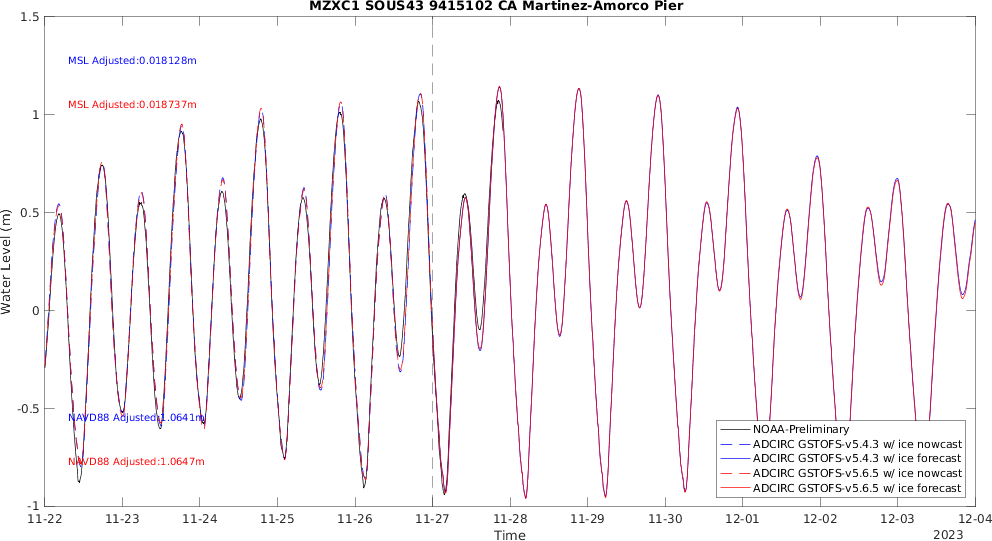 MZXC1 SOUS43 9415102 CA Martinez-Amorco Pier
Water Level (m)
1.5
1
0.5
0
-0.5
-1
MSL Adjusted:0.018128m
MSL Adjusted:0.018737m
NAVD88 Adjusted:1.0641m
NAVD88 Adjusted:1.0647m
NOAA-Preliminary
ADCIRC GSTOFS-v5.4.3 w/ ice nowcast
ADCIRC GSTOFS-v5.4.3 w/ ice forecast
ADCIRC GSTOFS-v5.6.5 w/ ice nowcast
ADCIRC GSTOFS-v5.6.5 w/ ice forecast
11-22 11-23 11-24 11-25 11-26 11-27 11-28 11-29 11-30 12-01 12-02 12-03 12-04
Time
2023